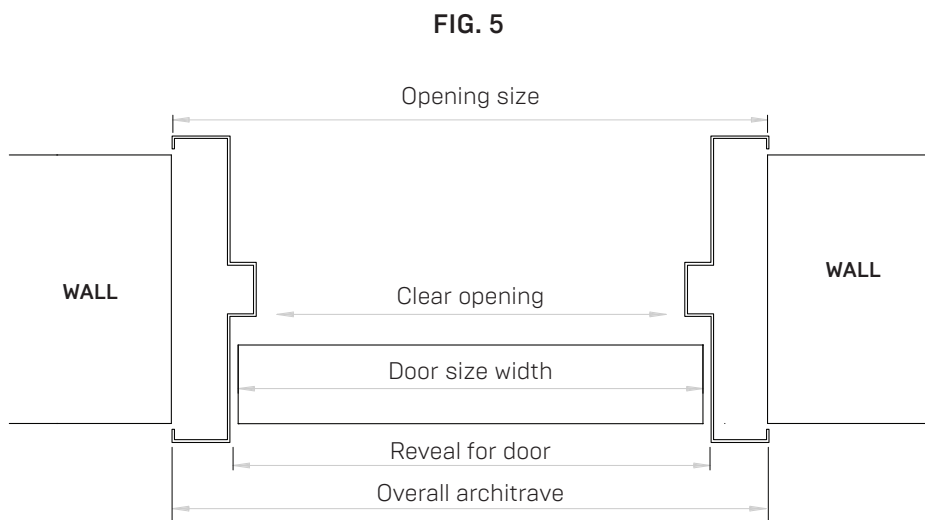 FIG. 5
Opening size
WALL
WALL
Clear opening
Door size width
Reveal for door
Overall architrave